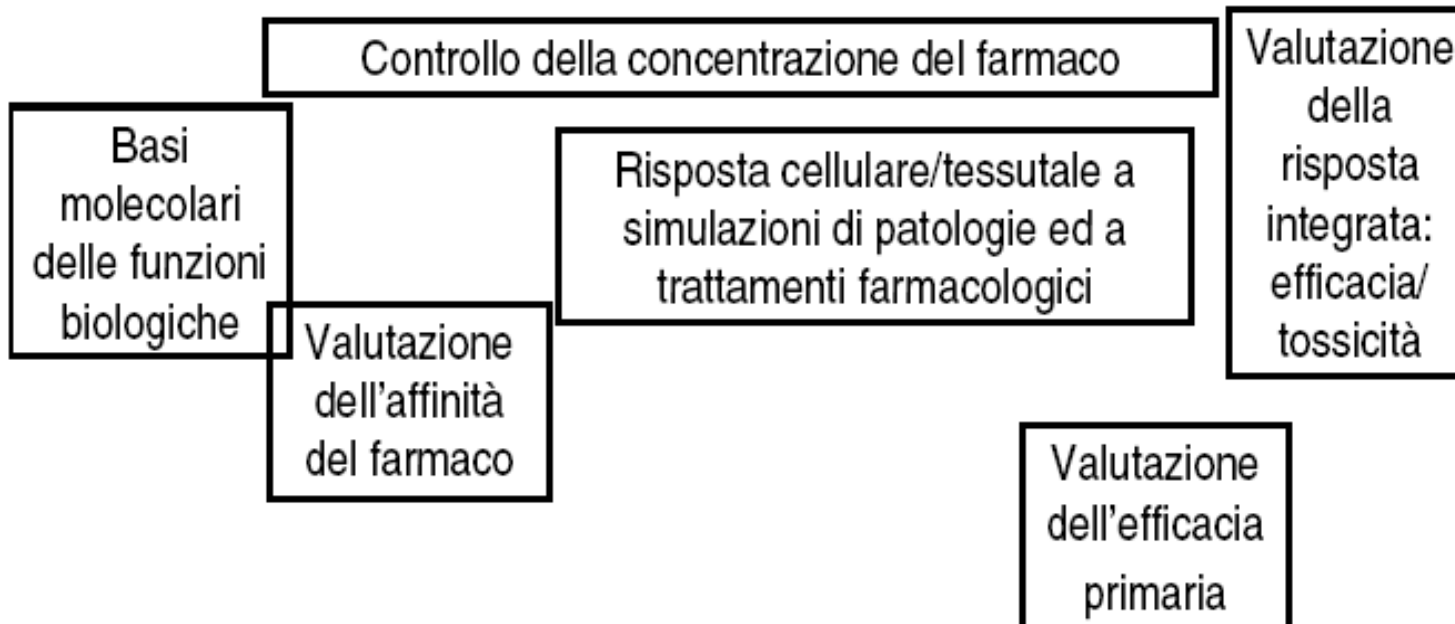 Controllo della concentrazione del farmaco
Valutazione
della
risposta
integrata:
efficacia/
tossicità
Basi
molecolari
delle funzioni
biologiche
Risposta cellulare/tessutale a
simulazioni di patologie ed a
trattamenti farmacologici
Valutazione
dell'affinità
del farmaco
Valutazione
dell'efficacia
primaria